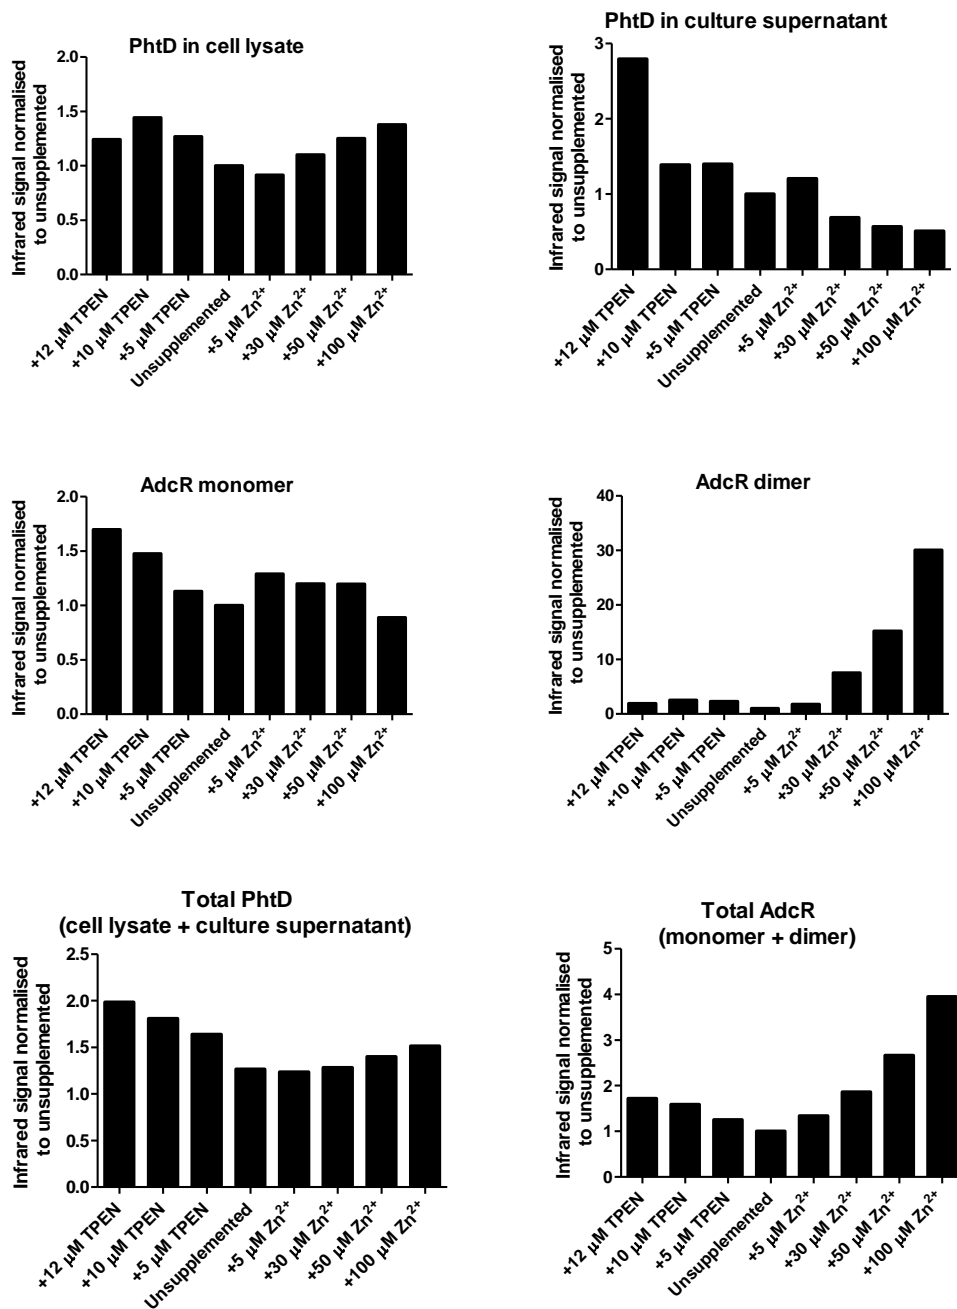 PhtD in cell lysate
Infrared signal normalised
to unsupplemented
2.0
1.5
1.0
0.5
0.0
+12 μM TPEN
+10 μM TPEN
+5 μM TPEN
Unsupplemented
+5 μM Zn²⁺
+30 μM Zn²⁺
+50 μM Zn²⁺
+100 μM Zn²⁺
PhtD in culture supernatant
Infrared signal normalised
to unsupplemented
3
2
1
0
+12 μM TPEN
+10 μM TPEN
+5 μM TPEN
Unsupplemented
+5 μM Zn²⁺
+30 μM Zn²⁺
+50 μM Zn²⁺
+100 μM Zn²⁺
AdcR monomer
Infrared signal normalised
to unsupplemented
2.0
1.5
1.0
0.5
0.0
+12 μM TPEN
+10 μM TPEN
+5 μM TPEN
Unsupplemented
+5 μM Zn²⁺
+30 μM Zn²⁺
+50 μM Zn²⁺
+100 μM Zn²⁺
AdcR dimer
Infrared signal normalised
to unsupplemented
40
30
20
10
0
+12 μM TPEN
+10 μM TPEN
+5 μM TPEN
Unsupplemented
+5 μM Zn²⁺
+30 μM Zn²⁺
+50 μM Zn²⁺
+100 μM Zn²⁺
Total PhtD
(cell lysate + culture supernatant)
Infrared signal normalised
to unsupplemented
2.5
2.0
1.5
1.0
0.5
0.0
+12 μM TPEN
+10 μM TPEN
+5 μM TPEN
Unsupplemented
+5 μM Zn²⁺
+30 μM Zn²⁺
+50 μM Zn²⁺
+100 μM Zn²⁺
Total AdcR
(monomer + dimer)
Infrared signal normalised
to unsupplemented
5
4
3
2
1
0
+12 μM TPEN
+10 μM TPEN
+5 μM TPEN
Unsupplemented
+5 μM Zn²⁺
+30 μM Zn²⁺
+50 μM Zn²⁺
+100 μM Zn²⁺